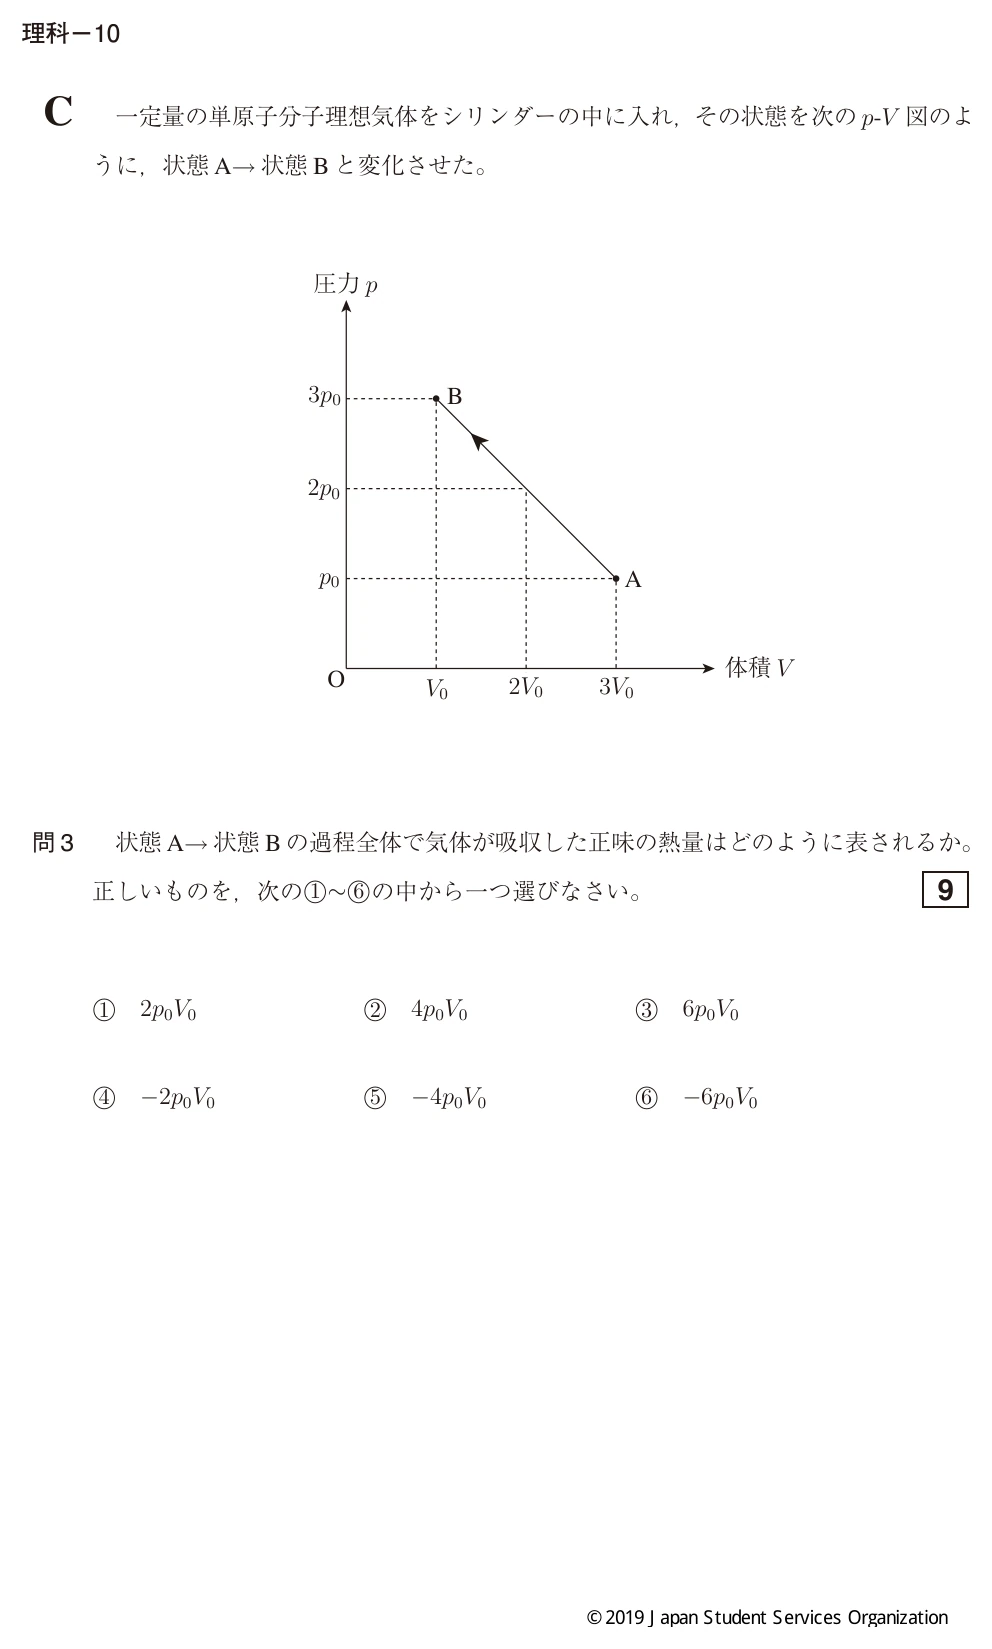 理科－10
C 一定量の単原子分子理想気体をシリンダーの中に入れ，その状態を次の p-V 図のよ
うに，状態 A→ 状態 B と変化させた。
圧力 p
3p₀ B
2p₀
p₀ A
O V₀ 2V₀ 3V₀ 体積 V
問 3 状態 A→ 状態 B の過程全体で気体が吸収した正味の熱量はどのように表されるか。
正しいものを，次の①～⑥の中から一つ選びなさい。 9
① 2p₀V₀ ② 4p₀V₀ ③ 6p₀V₀
④ −2p₀V₀ ⑤ −4p₀V₀ ⑥ −6p₀V₀
© 2019 Japan Student Services Organization